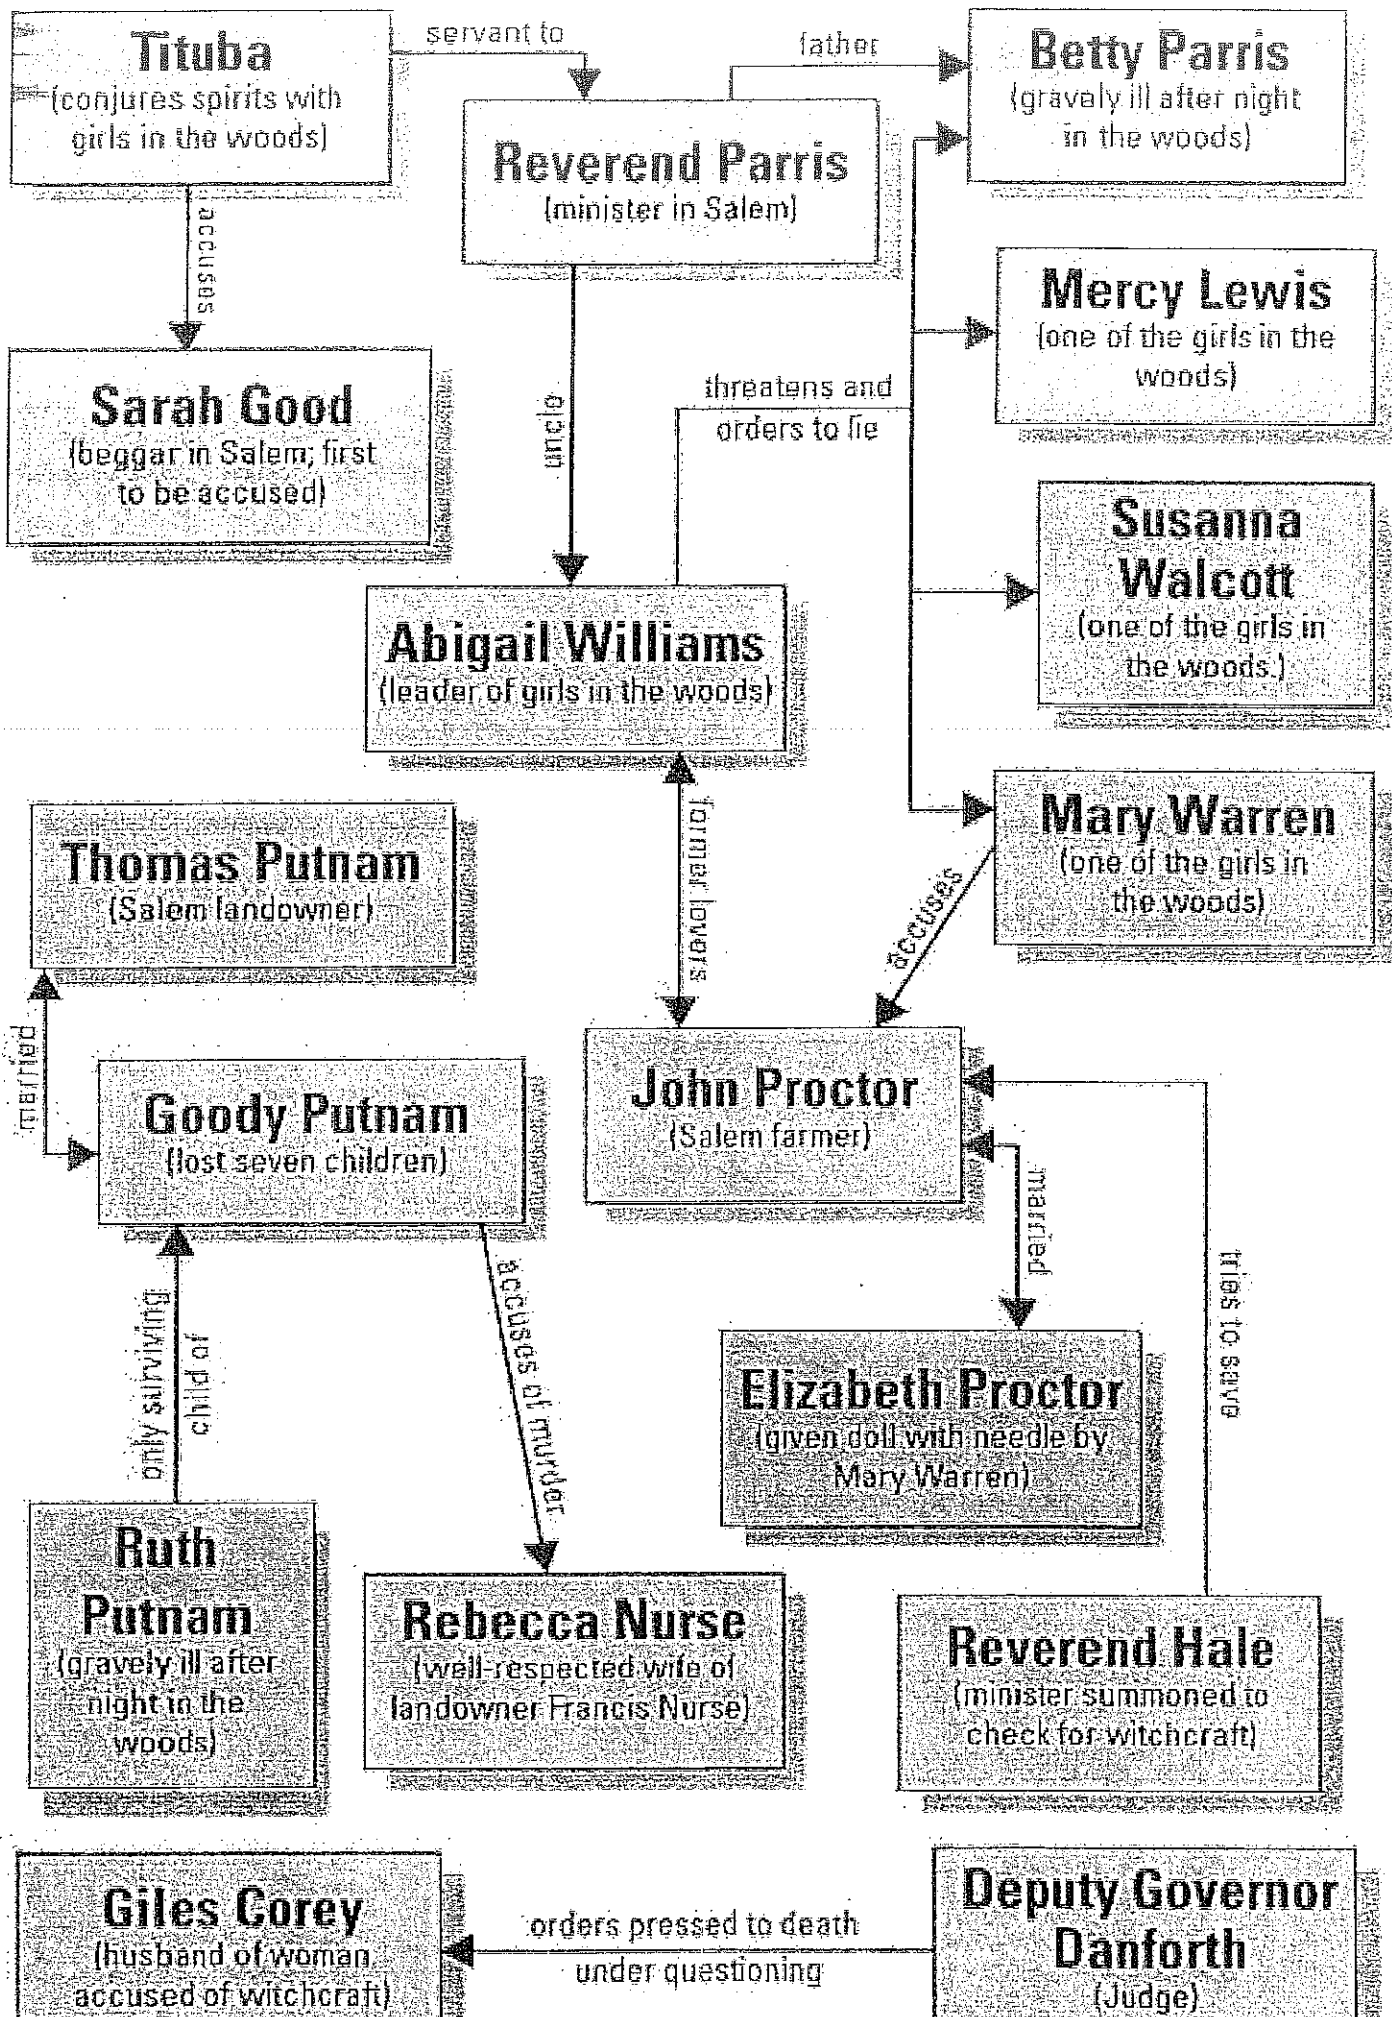 Tituba
(conjures spirits with
girls in the woods)
servant to
father
Betty Parris
(gravely ill after night
in the woods)
Reverend Parris
(minister in Salem)
accuses
Mercy Lewis
(one of the girls in the
woods)
Sarah Good
(beggar in Salem; first
to be accused)
uncle
threatens and
orders to lie
Susanna
Walcott
(one of the girls in
the woods.)
Abigail Williams
(leader of girls in the woods)
Thomas Putnam
(Salem landowner)
former lovers
Mary Warren
(one of the girls in
the woods)
accuses
married
Goody Putnam
(lost seven children)
John Proctor
(Salem farmer)
married
tries to save
only surviving
child of
accuses of murder
Elizabeth Proctor
(given doll with needle by
Mary Warren)
Ruth
Putnam
(gravely ill after
night in the
woods)
Rebecca Nurse
(well-respected wife of
landowner Francis Nurse)
Reverend Hale
(minister summoned to
check for witchcraft)
Giles Corey
(husband of woman
accused of witchcraft)
orders pressed to death
under questioning
Deputy Governor
Danforth
(Judge)